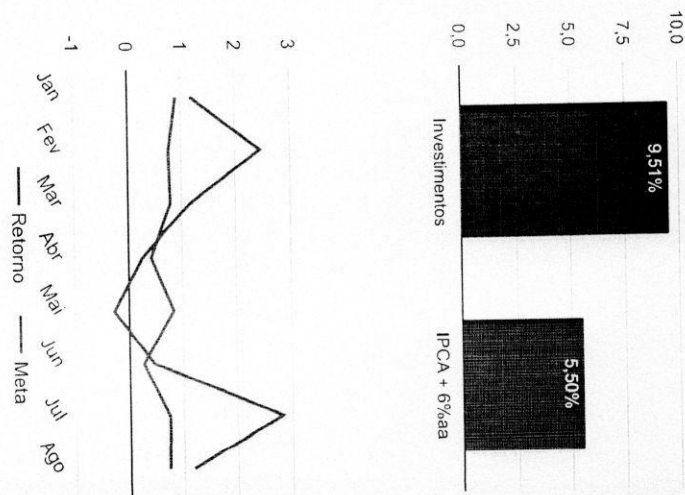 10,0
7,5
5,0
2,5
0,0
9,51%
5,50%
Investimentos
IPCA + 6%aa
3
2
1
0
-1
Jan
Fev
Mar
Abr
Mai
Jun
Jul
Ago
Retorno
Meta